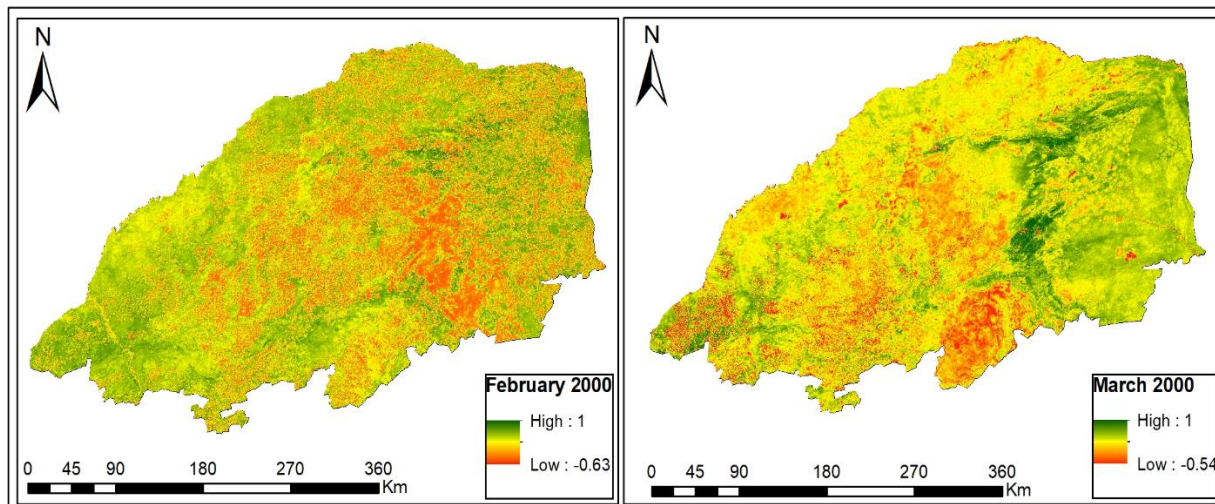 N
February 2000
High : 1
Low : -0.63
0 45 90 180 270 360
Km
N
March 2000
High : 1
Low : -0.54
0 45 90 180 270 360
Km